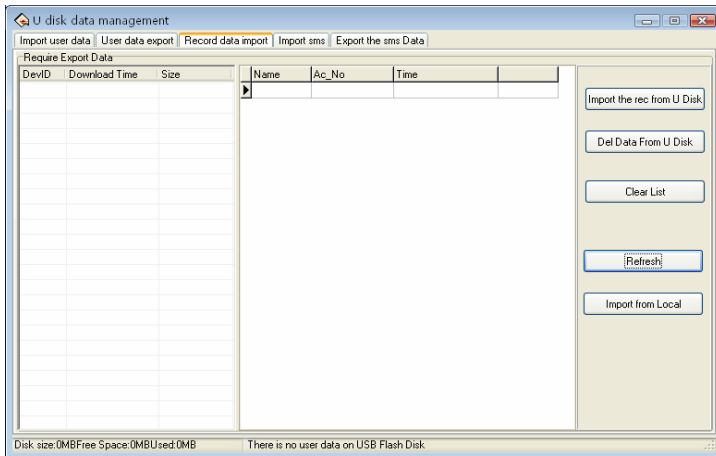 U disk data management
Import user data User data export Record data import Import sms Export the sms Data
Require Export Data
DevID Download Time Size
Name Ac_No Time
Import the rec from U Disk
Del Data From U Disk
Clear List
Refresh
Import from Local
Disk size:0MBFree Space:0MBUsed:0MB There is no user data on USB Flash Disk